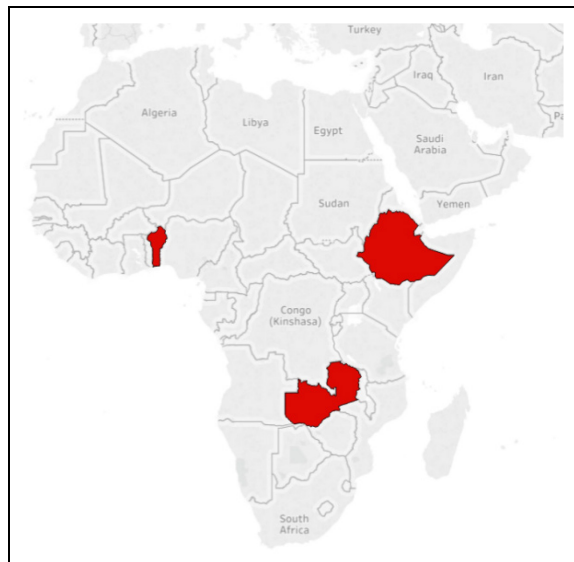 Turkey
Iraq
Iran
Algeria
Libya
Egypt
Saudi
Arabia
Pa
Sudan
Yemen
Congo
(Kinshasa)
South
Africa